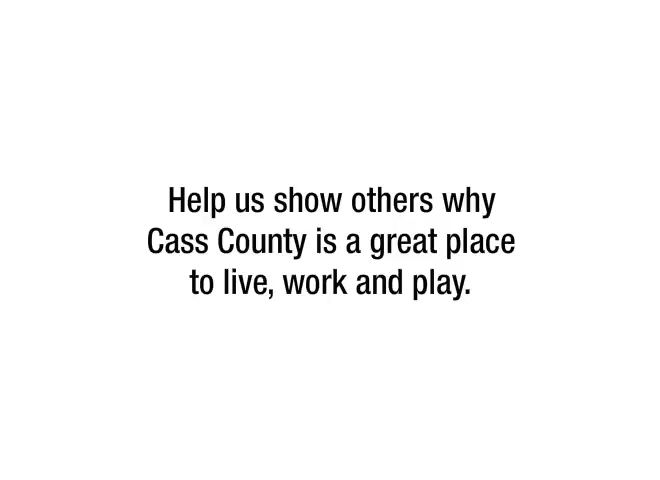 Help us show others why
Cass County is a great place
to live, work and play.